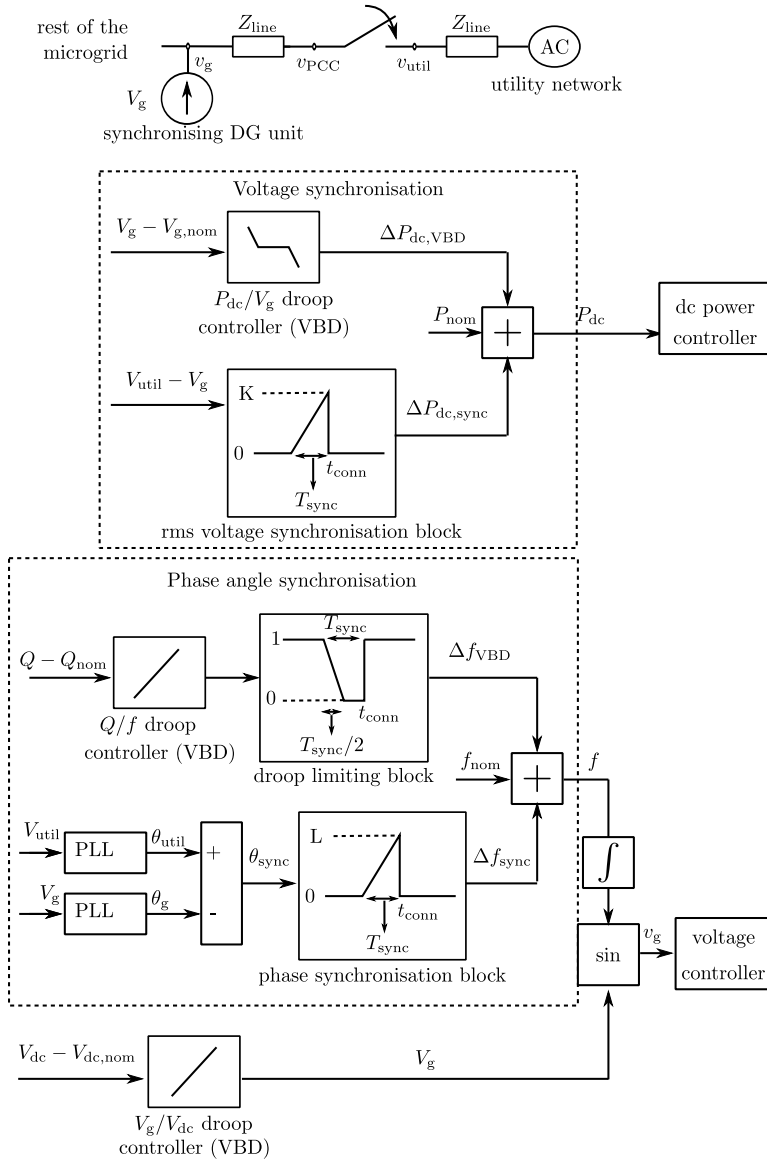 rest of the
microgrid
Z_line
Z_line
AC
v_g
v_PCC
v_util
utility network
V_g
synchronising DG unit
Voltage synchronisation
V_g − V_g,nom
ΔP_dc,VBD
P_dc/V_g droop
controller (VBD)
P_nom
+
P_dc
dc power
controller
V_util − V_g
K
0
t_conn
T_sync
ΔP_dc,sync
rms voltage synchronisation block
Phase angle synchronisation
Q − Q_nom
Q/f droop
controller (VBD)
T_sync
1
0
t_conn
T_sync/2
droop limiting block
Δf_VBD
f_nom
+
f
V_util
PLL
θ_util
V_g
PLL
θ_g
+
-
θ_sync
L
0
t_conn
T_sync
phase synchronisation block
Δf_sync
∫
sin
v_g
voltage
controller
V_dc − V_dc,nom
V_g
V_g/V_dc droop
controller (VBD)